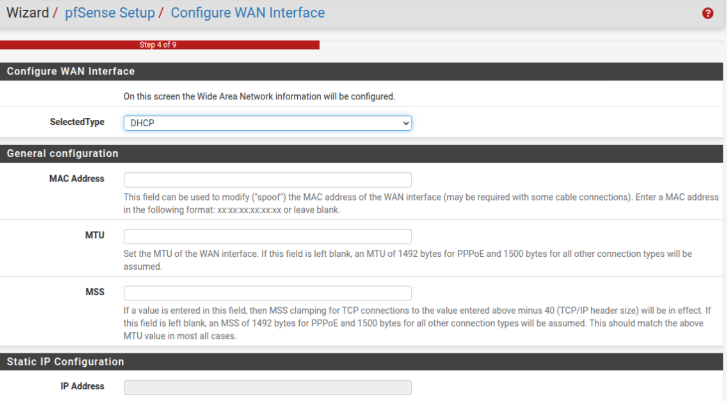 Wizard / pfSense Setup / Configure WAN Interface
Step 4 of 9
Configure WAN Interface
On this screen the Wide Area Network information will be configured.
SelectedType
DHCP
General configuration
MAC Address
This field can be used to modify ("spoof") the MAC address of the WAN interface (may be required with some cable connections). Enter a MAC address
in the following format: xx:xx:xx:xx:xx:xx or leave blank.
MTU
Set the MTU of the WAN interface. If this field is left blank, an MTU of 1492 bytes for PPPoE and 1500 bytes for all other connection types will be
assumed.
MSS
If a value is entered in this field, then MSS clamping for TCP connections to the value entered above minus 40 (TCP/IP header size) will be in effect. If
this field is left blank, an MSS of 1492 bytes for PPPoE and 1500 bytes for all other connection types will be assumed. This should match the above
MTU value in most all cases.
Static IP Configuration
IP Address